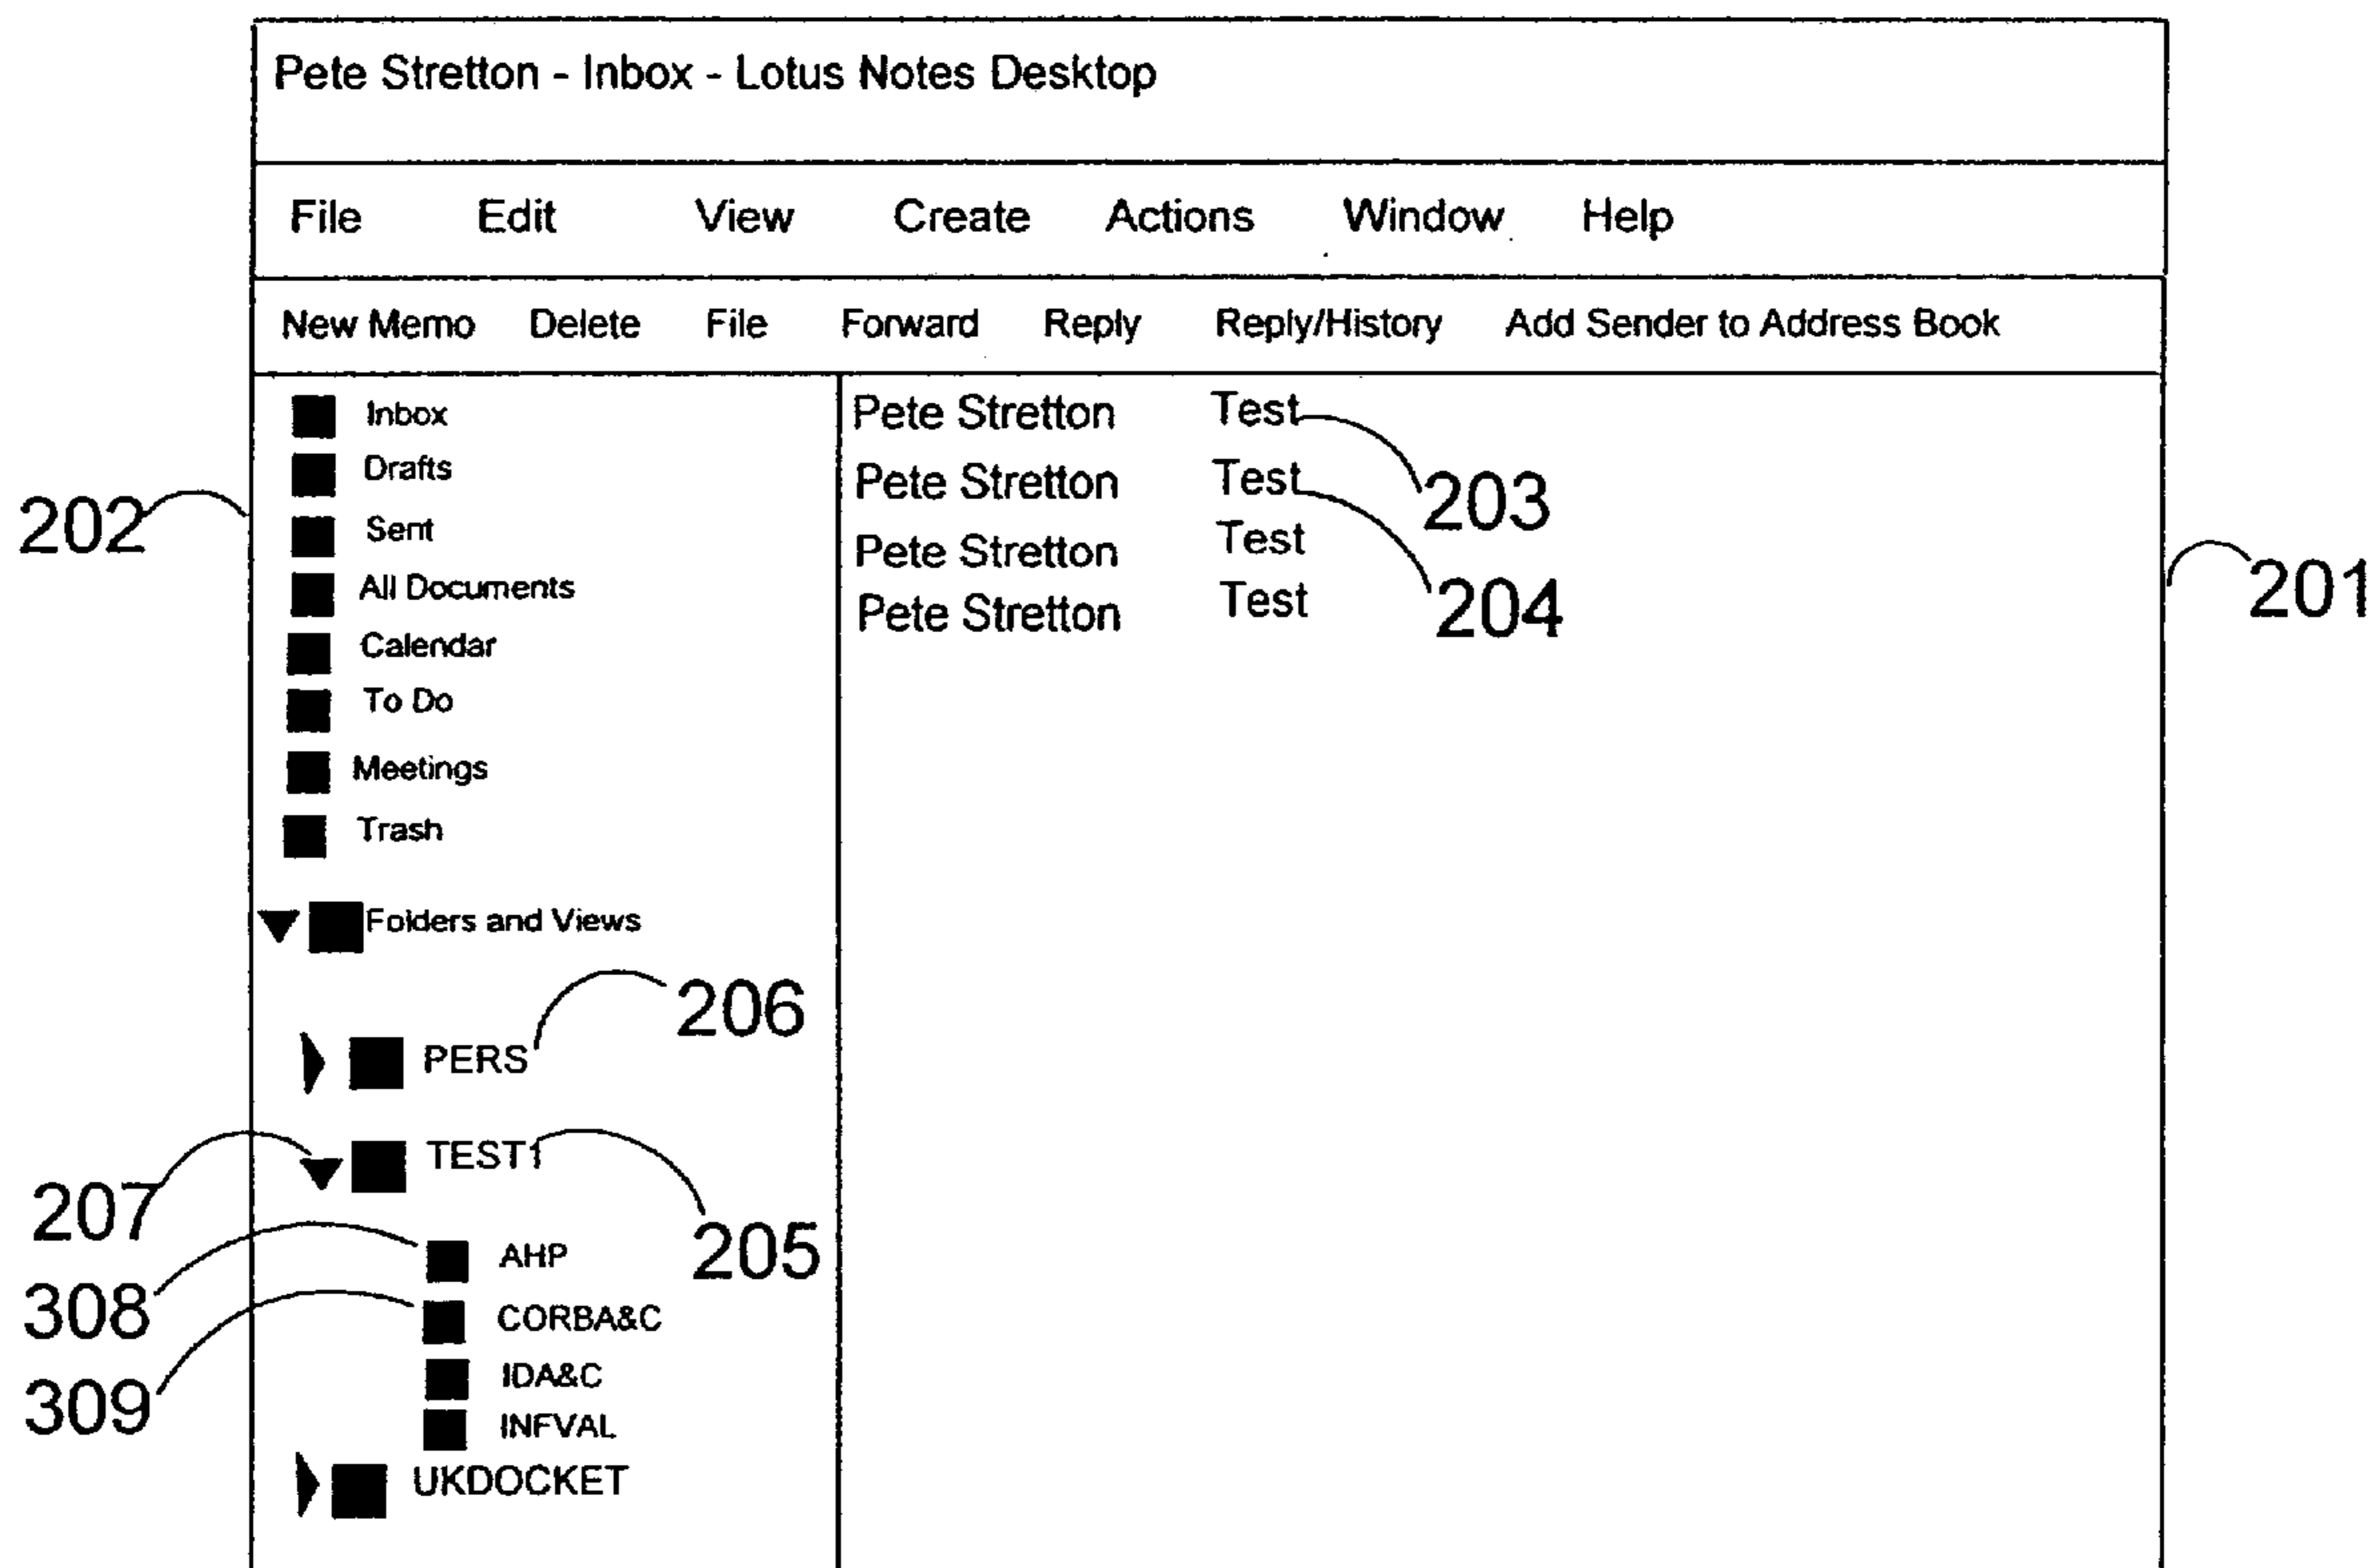 Pete Stretton - Inbox - Lotus Notes Desktop
File Edit View Create Actions Window Help
New Memo Delete File Forward Reply Reply/History Add Sender to Address Book
Inbox
Drafts
Sent
All Documents
Calendar
To Do
Meetings
Trash
Folders and Views
PERS
TEST1
AHP
CORBA&C
IDA&C
INFVAL
UKDOCKET
Pete Stretton Test
Pete Stretton Test
Pete Stretton Test
Pete Stretton Test
202
203
204
201
206
207
205
308
309